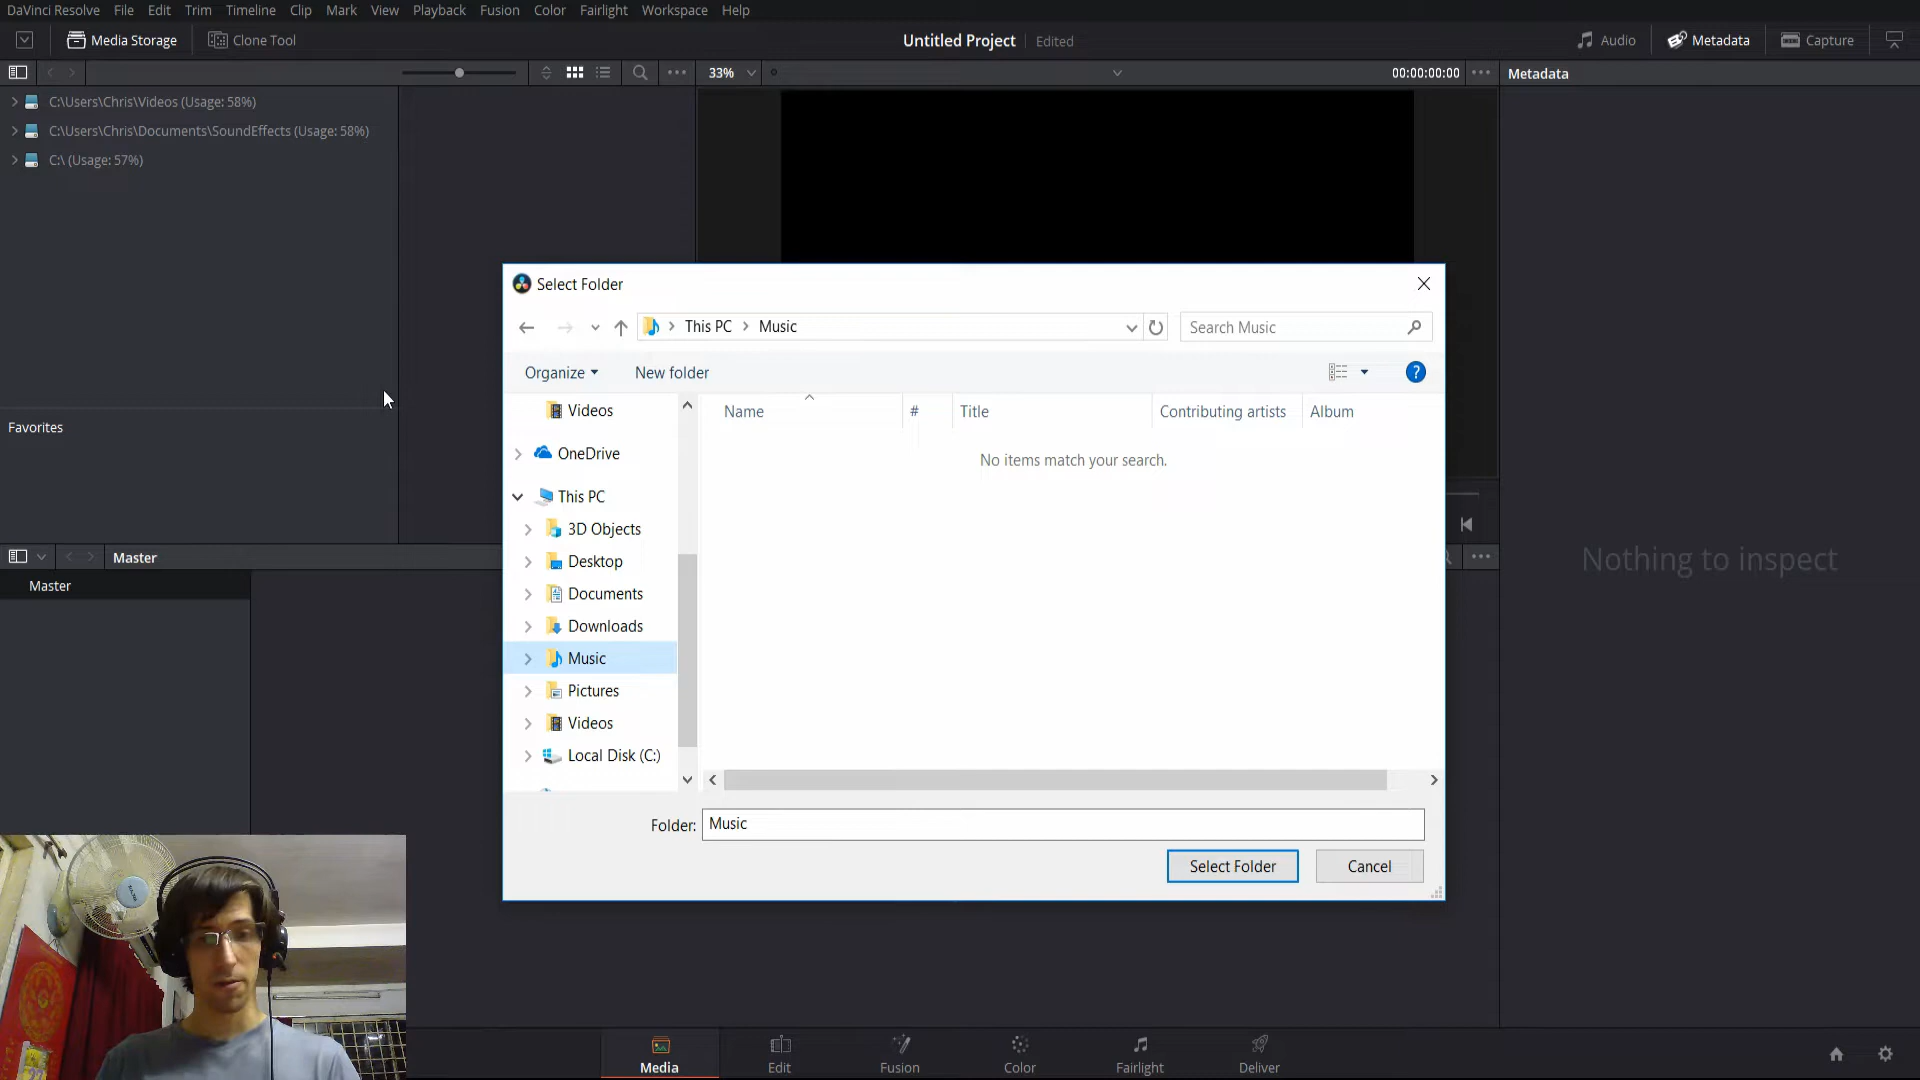 DaVinci Resolve File Edit Trim Timeline Clip Mark View Playback Fusion Color Fairlight Workspace Help
Media Storage Clone Tool Untitled Project Edited Audio Metadata Capture
33% 00:00:00:00 Metadata
C:\Users\Chris\Videos (Usage: 58%)
C:\Users\Chris\Documents\SoundEffects (Usage: 58%)
C:\ (Usage: 57%)
Favorites
Master
Master
Select Folder
This PC Music Search Music
Organize New folder ?
Name # Title Contributing artists Album
No items match your search.
Videos
OneDrive
This PC
3D Objects
Desktop
Documents
Downloads
Music
Pictures
Videos
Local Disk (C:)
Folder: Music
Select Folder Cancel
Nothing to inspect
Media Edit Fusion Color Fairlight Deliver